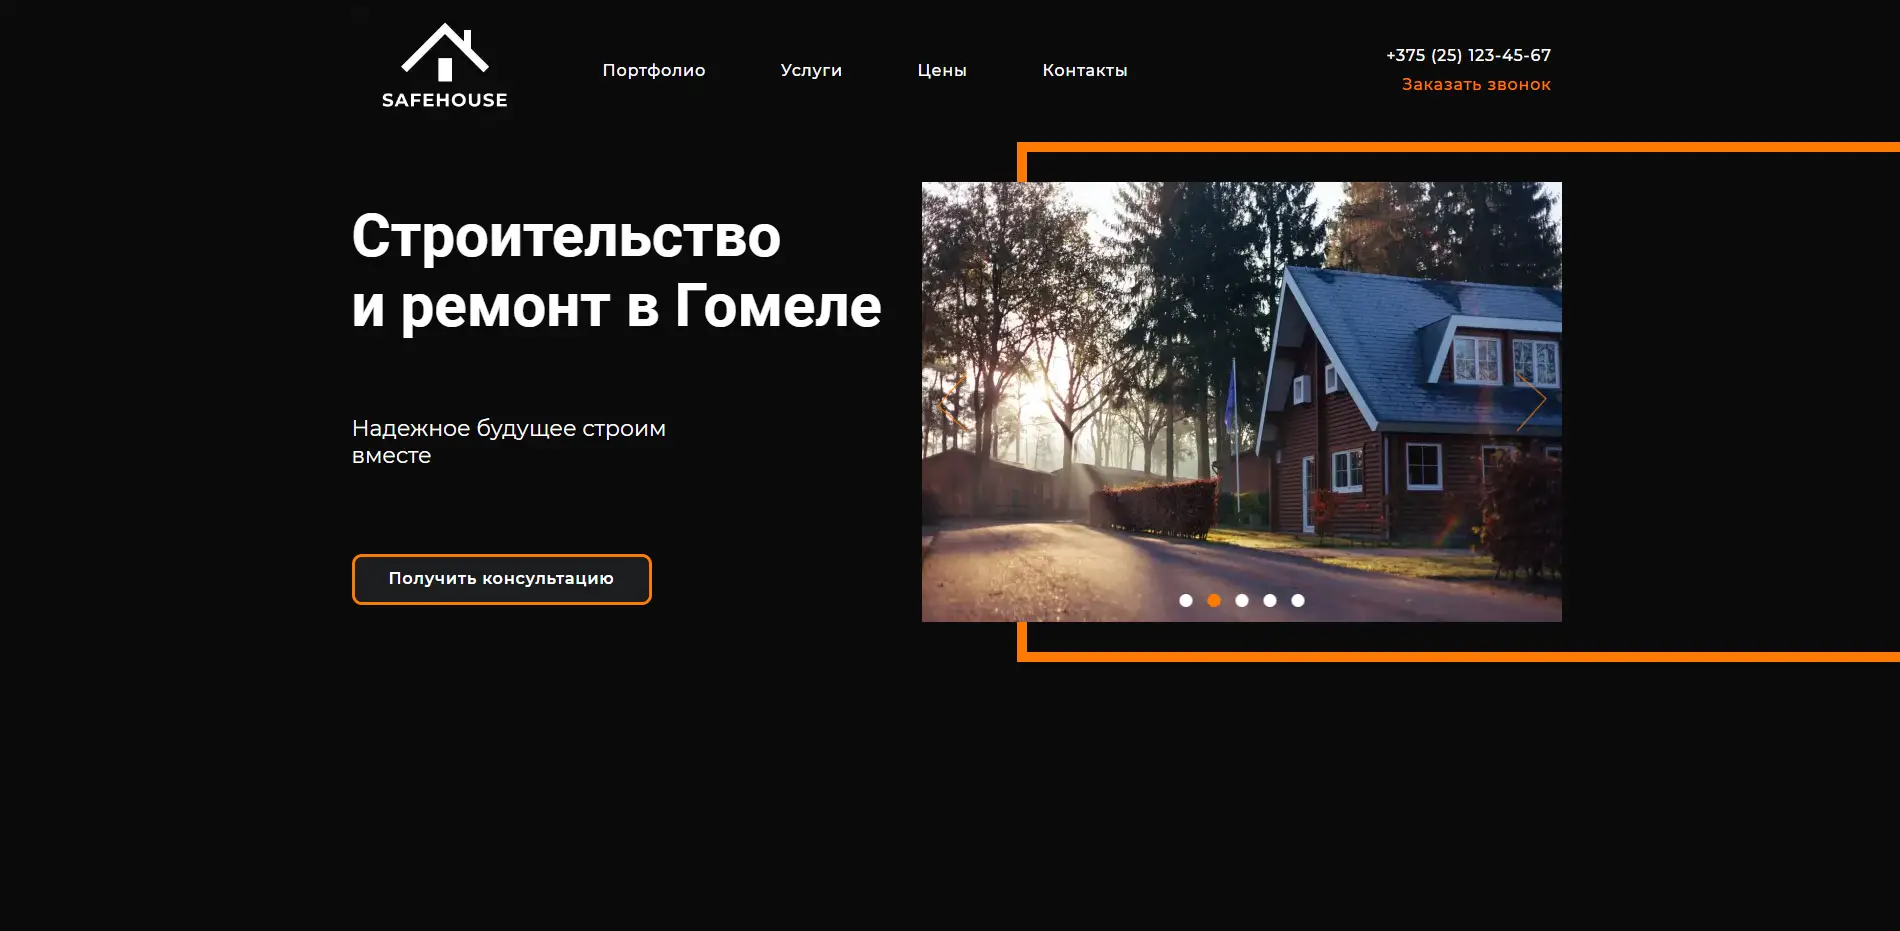 SAFEHOUSE
Портфолио
Услуги
Цены
Контакты
+375 (25) 123-45-67
Заказать звонок
Строительство
и ремонт в Гомеле
Надежное будущее строим
вместе
Получить консультацию